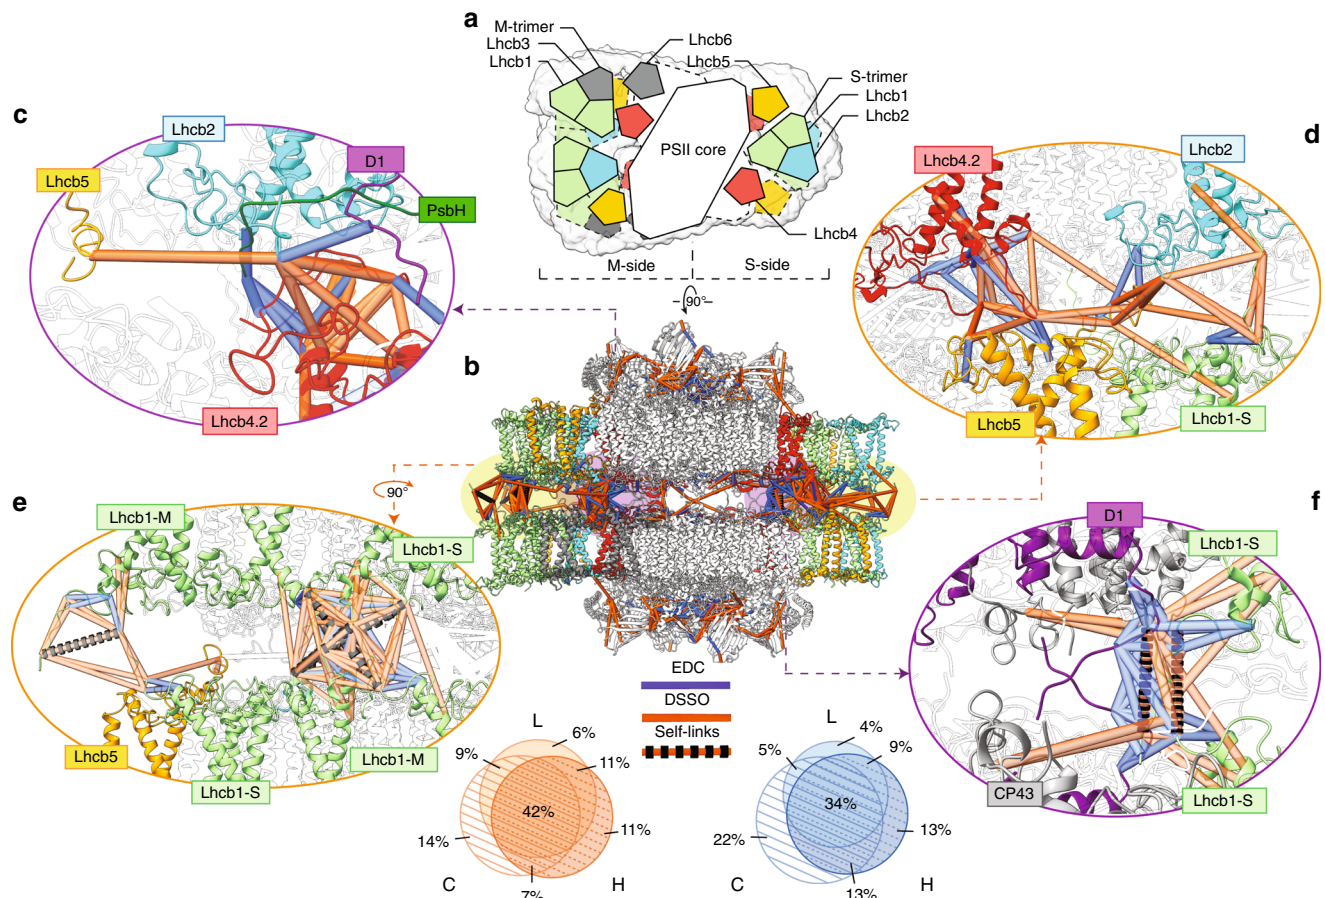 a
M-trimer
Lhcb3
Lhcb1
Lhcb6
Lhcb5
S-trimer
Lhcb1
Lhcb2
PSII core
Lhcb4
M-side
S-side
90°
c
Lhcb2
D1
Lhcb5
PsbH
Lhcb4.2
d
Lhcb4.2
Lhcb2
Lhcb5
Lhcb1-S
b
90°
e
Lhcb1-M
Lhcb1-S
Lhcb5
Lhcb1-S
Lhcb1-M
f
D1
Lhcb1-S
CP43
Lhcb1-S
EDC
DSSO
Self-links
L
6%
9%
11%
42%
14%
11%
C
7%
H
L
4%
5%
9%
34%
22%
13%
C
13%
H